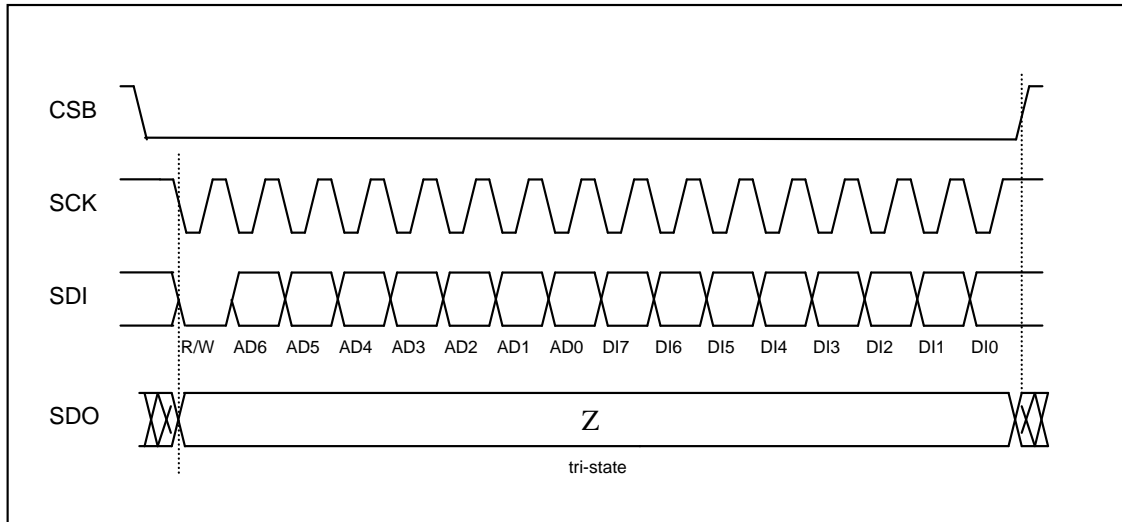 CSB
SCK
SDI
R/W AD6 AD5 AD4 AD3 AD2 AD1 AD0 DI7 DI6 DI5 DI4 DI3 DI2 DI1 DI0
SDO
Z
tri-state